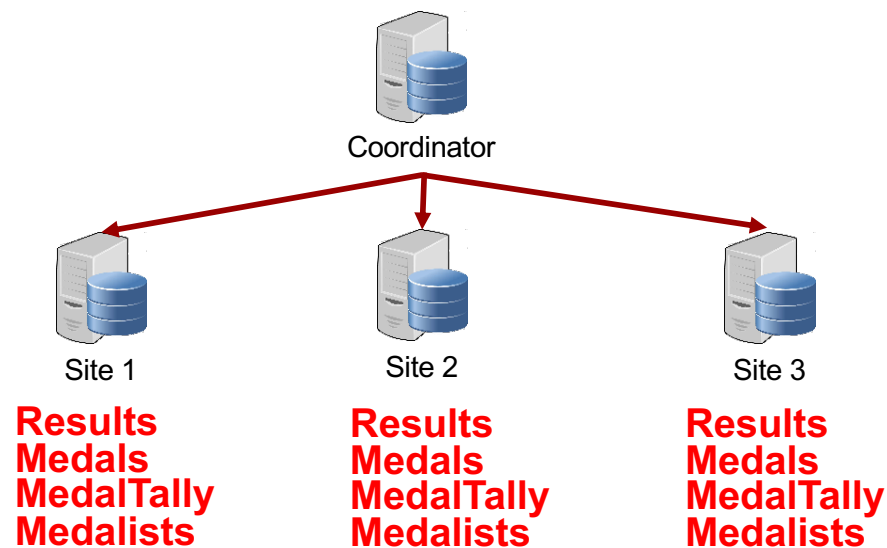 Coordinator
Site 1
Site 2
Site 3
Results
Medals
MedalTally
Medalists
Results
Medals
MedalTally
Medalists
Results
Medals
MedalTally
Medalists